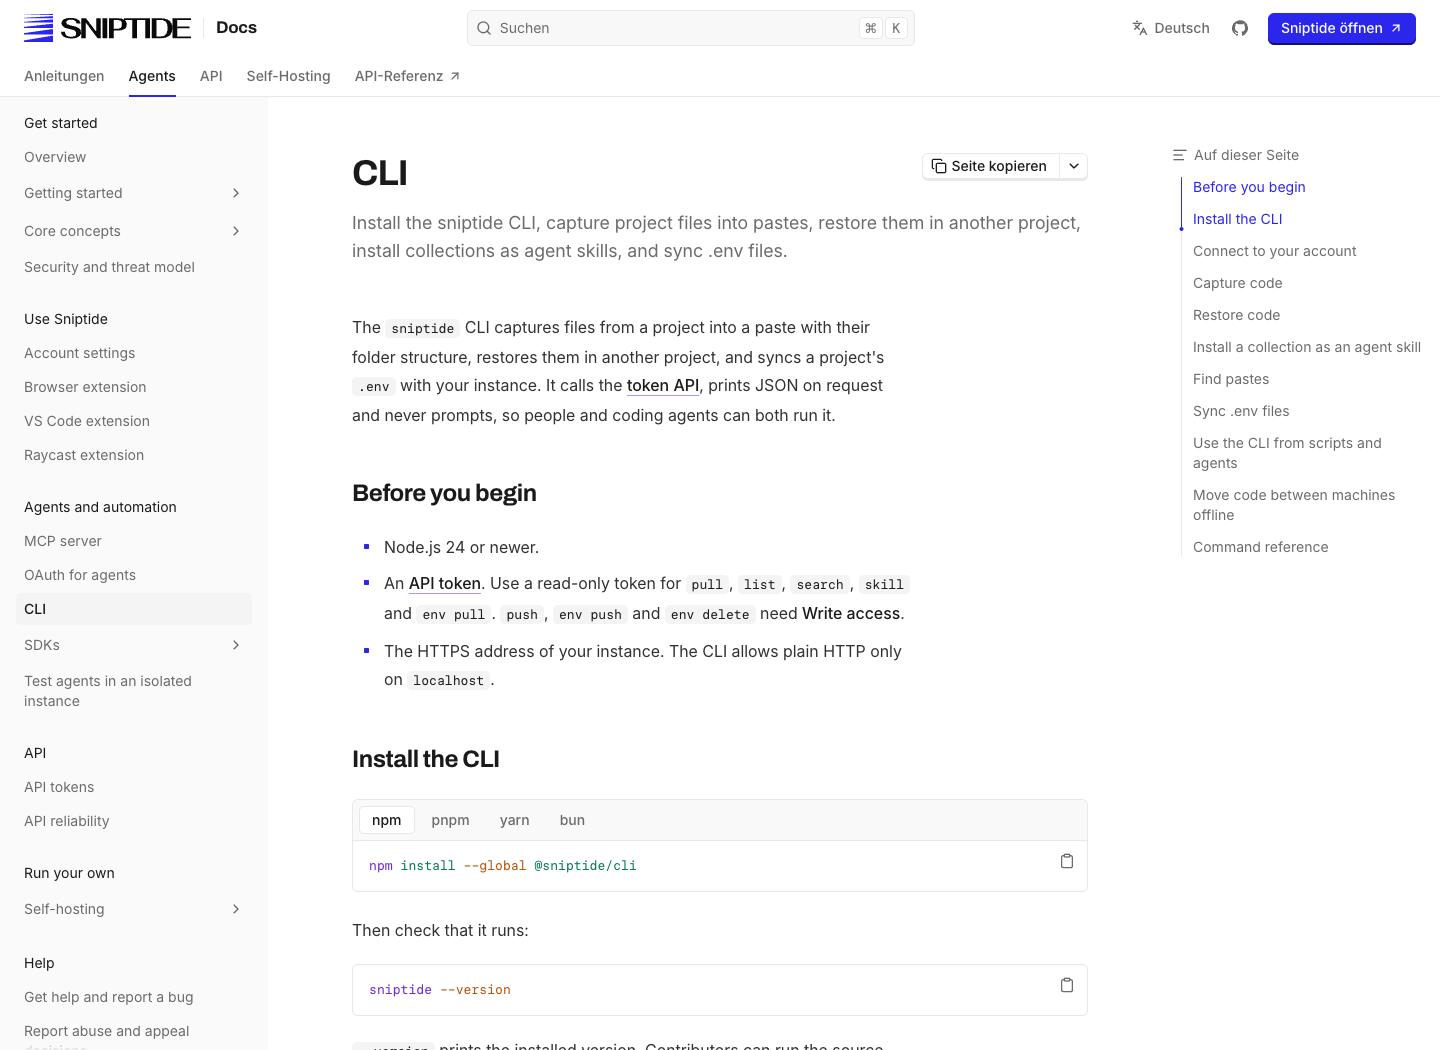 SNIPTIDE Docs
Suchen
⌘ K
Deutsch
Sniptide öffnen
Anleitungen
Agents
API
Self-Hosting
API-Referenz
Get started
Overview
Getting started
Core concepts
Security and threat model
Use Sniptide
Account settings
Browser extension
VS Code extension
Raycast extension
Agents and automation
MCP server
OAuth for agents
CLI
SDKs
Test agents in an isolated
instance
API
API tokens
API reliability
Run your own
Self-hosting
Help
Get help and report a bug
Report abuse and appeal
CLI
Seite kopieren
Install the sniptide CLI, capture project files into pastes, restore them in another project,
install collections as agent skills, and sync .env files.
The sniptide CLI captures files from a project into a paste with their
folder structure, restores them in another project, and syncs a project's
.env with your instance. It calls the token API, prints JSON on request
and never prompts, so people and coding agents can both run it.
Before you begin
Node.js 24 or newer.
An API token. Use a read-only token for pull, list, search, skill
and env pull. push, env push and env delete need Write access.
The HTTPS address of your instance. The CLI allows plain HTTP only
on localhost.
Install the CLI
npm
pnpm
yarn
bun
npm install --global @sniptide/cli
Then check that it runs:
sniptide --version
prints the installed version. Contributors can run the source
Auf dieser Seite
Before you begin
Install the CLI
Connect to your account
Capture code
Restore code
Install a collection as an agent skill
Find pastes
Sync .env files
Use the CLI from scripts and
agents
Move code between machines
offline
Command reference